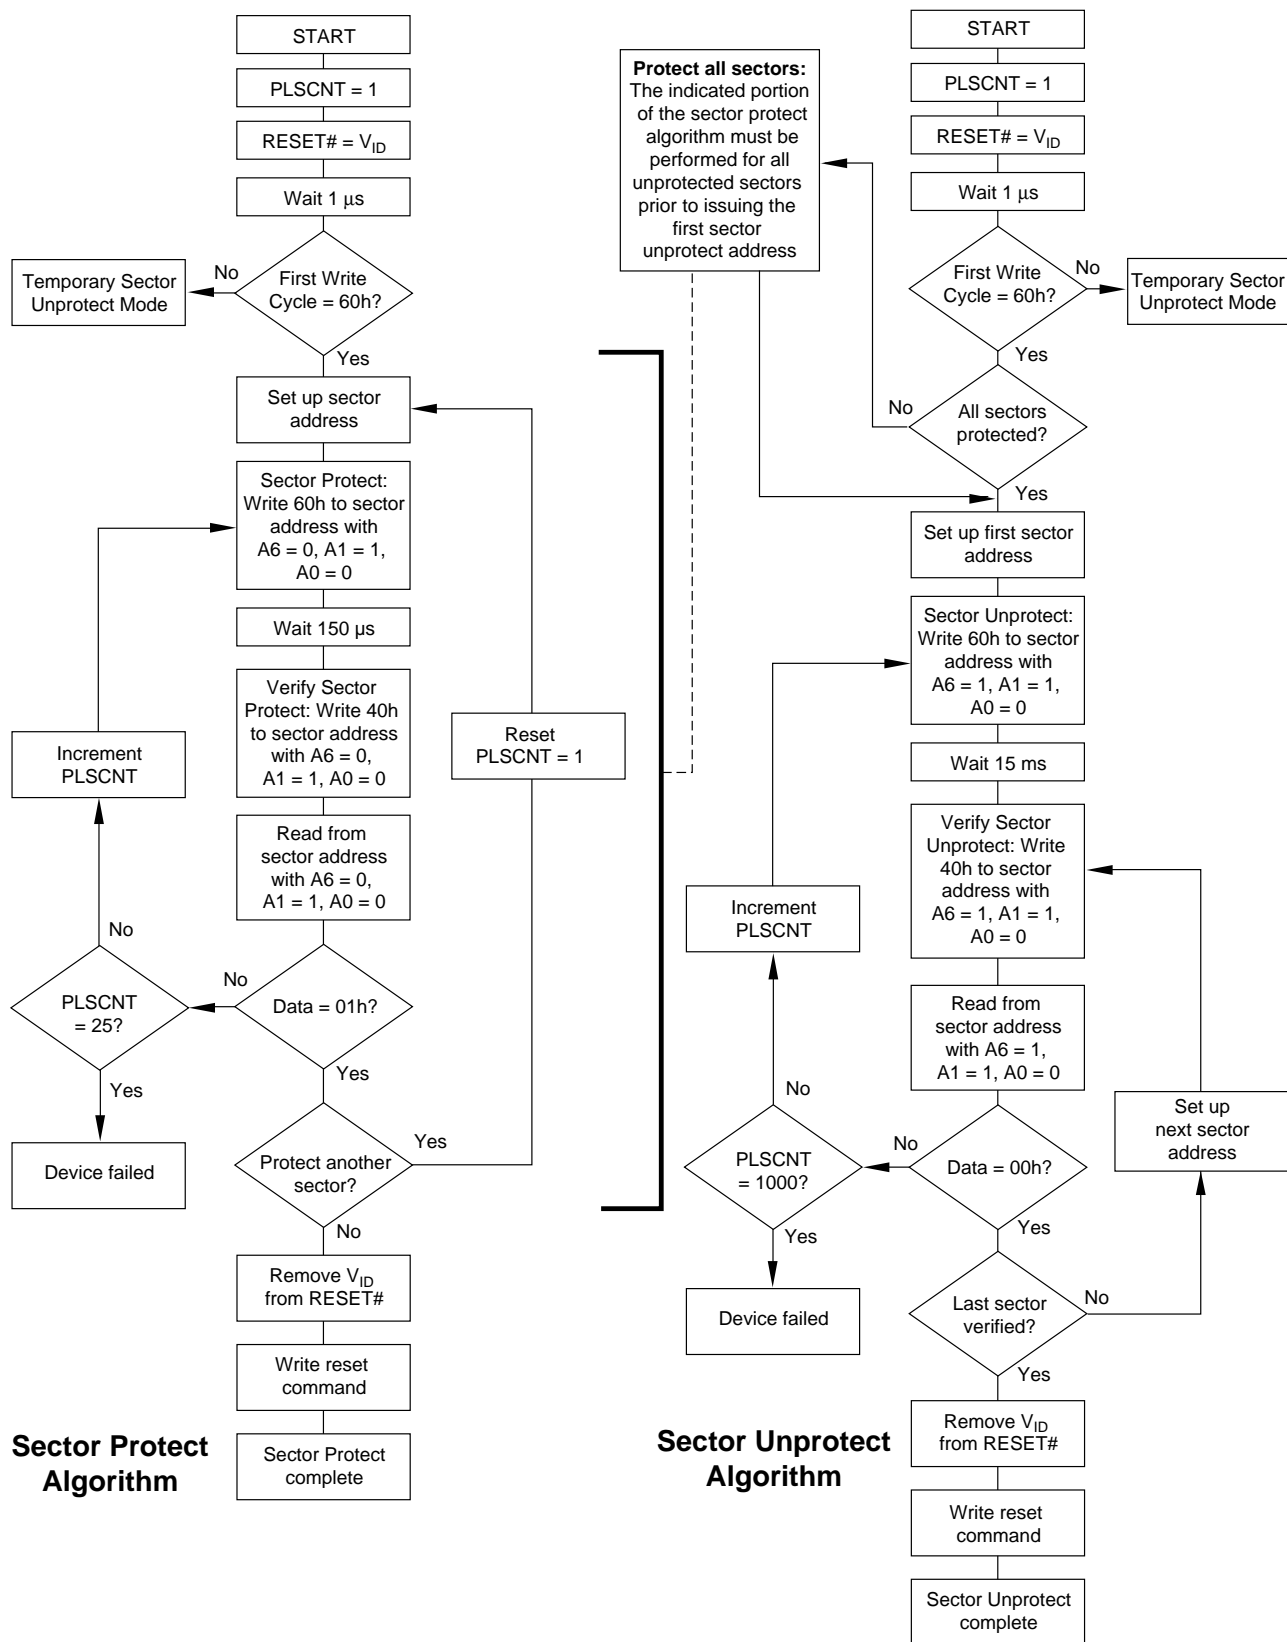 START
PLSCNT = 1
RESET# = VID
Wait 1 μs
First Write
Cycle = 60h?
No
Temporary Sector
Unprotect Mode
Yes
Set up sector
address
Sector Protect:
Write 60h to sector
address with
A6 = 0, A1 = 1,
A0 = 0
Wait 150 µs
Verify Sector
Protect: Write 40h
to sector address
with A6 = 0,
A1 = 1, A0 = 0
Increment
PLSCNT
Reset
PLSCNT = 1
Read from
sector address
with A6 = 0,
A1 = 1, A0 = 0
No
PLSCNT
= 25?
No
Data = 01h?
Yes
Yes
Device failed
Protect another
sector?
Yes
No
Remove VID
from RESET#
Write reset
command
Sector Protect
complete
Sector Protect
Algorithm
Protect all sectors:
The indicated portion
of the sector protect
algorithm must be
performed for all
unprotected sectors
prior to issuing the
first sector
unprotect address
START
PLSCNT = 1
RESET# = VID
Wait 1 μs
First Write
Cycle = 60h?
No
Temporary Sector
Unprotect Mode
Yes
No
All sectors
protected?
Yes
Set up first sector
address
Sector Unprotect:
Write 60h to sector
address with
A6 = 1, A1 = 1,
A0 = 0
Wait 15 ms
Verify Sector
Unprotect: Write
40h to sector
address with
A6 = 1, A1 = 1,
A0 = 0
Increment
PLSCNT
Read from
sector address
with A6 = 1,
A1 = 1, A0 = 0
No
PLSCNT
= 1000?
No
Data = 00h?
Set up
next sector
address
Yes
Yes
Device failed
Last sector
verified?
No
Yes
Remove VID
from RESET#
Write reset
command
Sector Unprotect
complete
Sector Unprotect
Algorithm